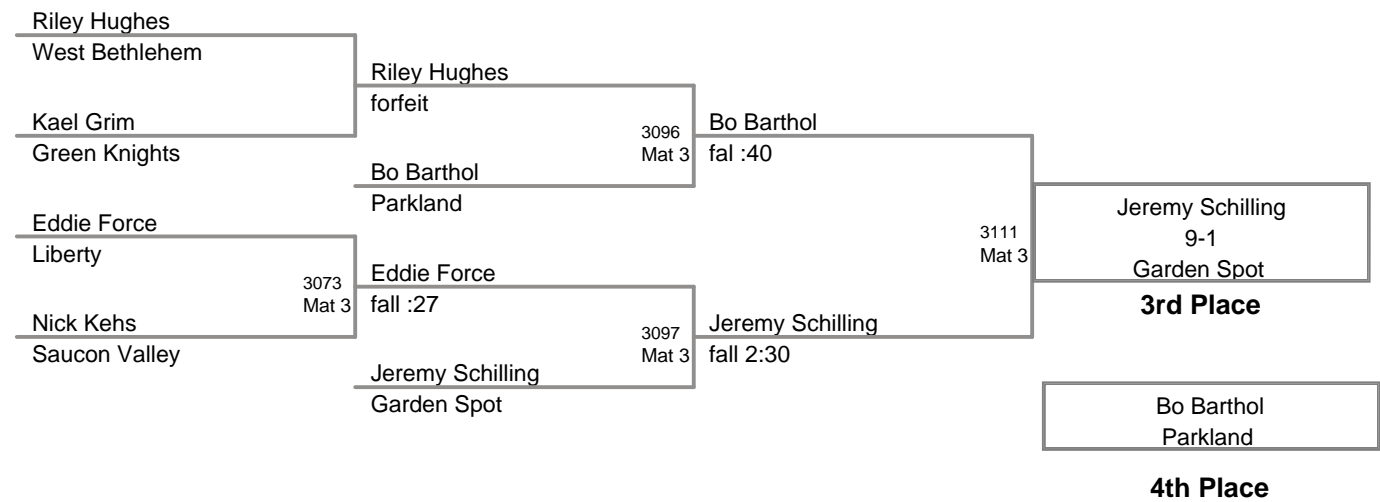 Riley Hughes
West Bethlehem
Riley Hughes
forfeit
Kael Grim
Green Knights
3096
Mat 3
Bo Barthol
fal :40
Bo Barthol
Parkland
Eddie Force
Liberty
3073
Mat 3
Eddie Force
fall :27
Nick Kehs
Saucon Valley
3097
Mat 3
Jeremy Schilling
fall 2:30
Jeremy Schilling
Garden Spot
3111
Mat 3
Jeremy Schilling
9-1
Garden Spot
3rd Place
Bo Barthol
Parkland
4th Place